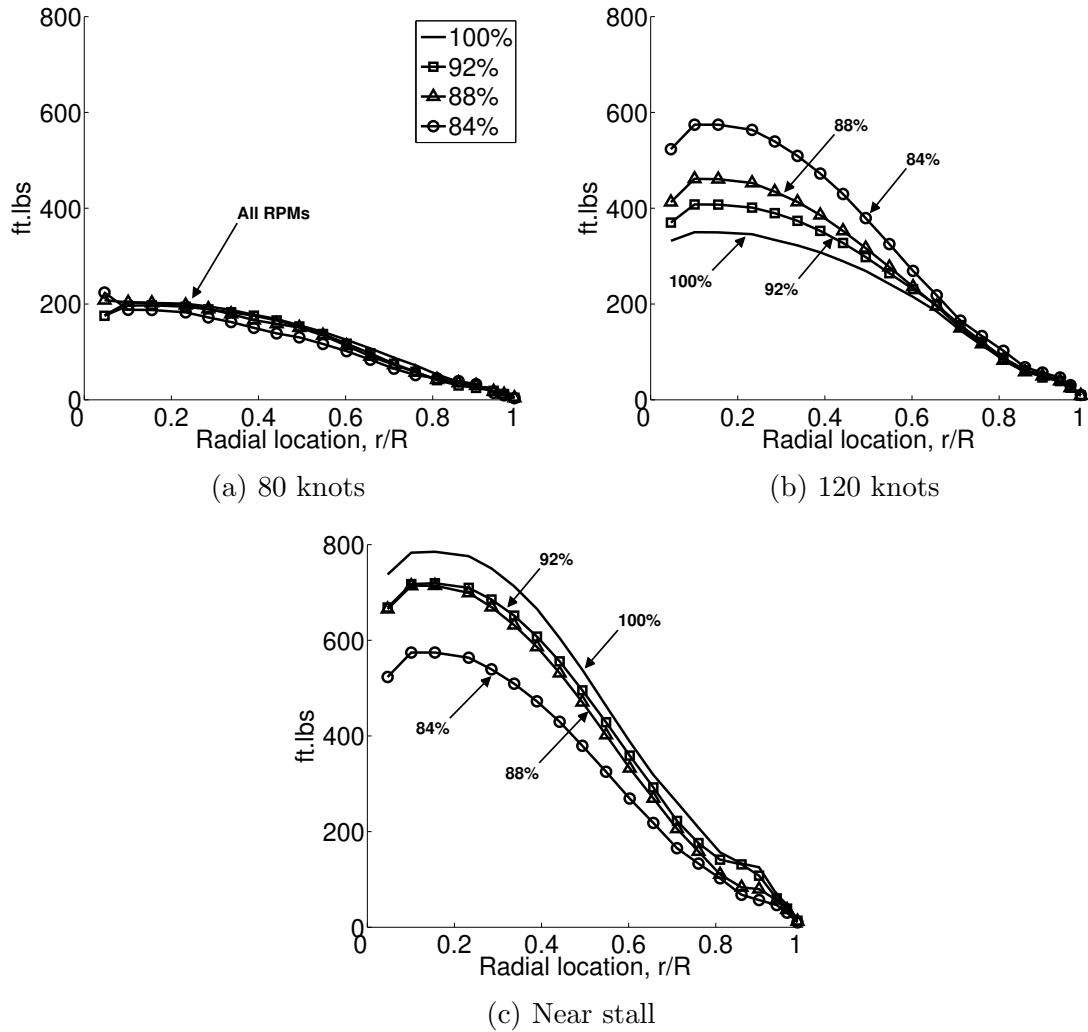 800
600
400
200
0
ft.lbs
100%
92%
88%
84%
All RPMs
0 0.2 0.4 0.6 0.8 1
Radial location, r/R
(a) 80 knots
800
600
400
200
0
ft.lbs
88%
84%
100%
92%
0 0.2 0.4 0.6 0.8 1
Radial location, r/R
(b) 120 knots
800
600
400
200
0
ft.lbs
92%
100%
84%
88%
0 0.2 0.4 0.6 0.8 1
Radial location, r/R
(c) Near stall